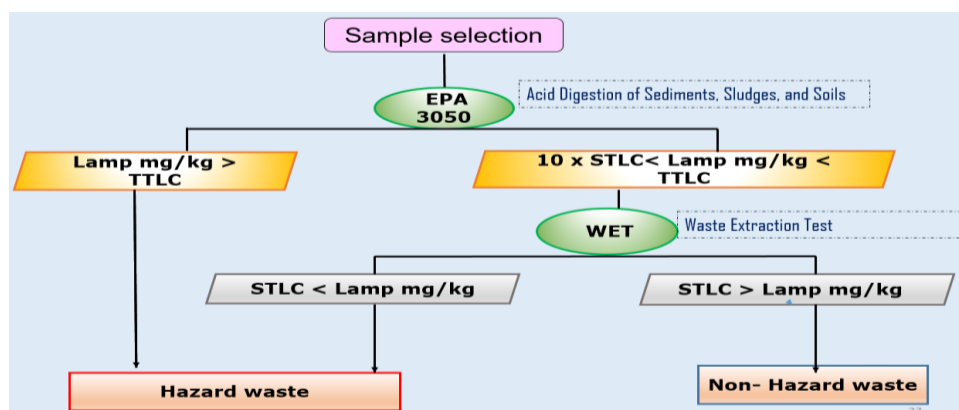 Sample selection
EPA
3050
Acid Digestion of Sediments, Sludges, and Soils
Lamp mg/kg >
TTLC
10 x STLC< Lamp mg/kg <
TTLC
WET
Waste Extraction Test
STLC < Lamp mg/kg
STLC > Lamp mg/kg
Hazard waste
Non- Hazard waste